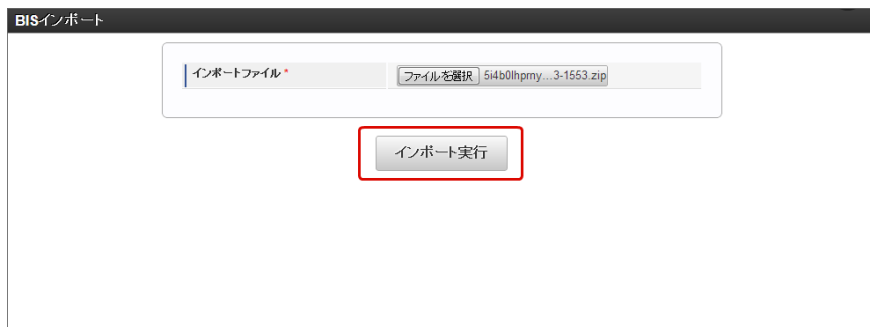 BISインポート
インポートファイル *
ファイルを選択 5i4b0lhprny...3-1553.zip
インポート実行